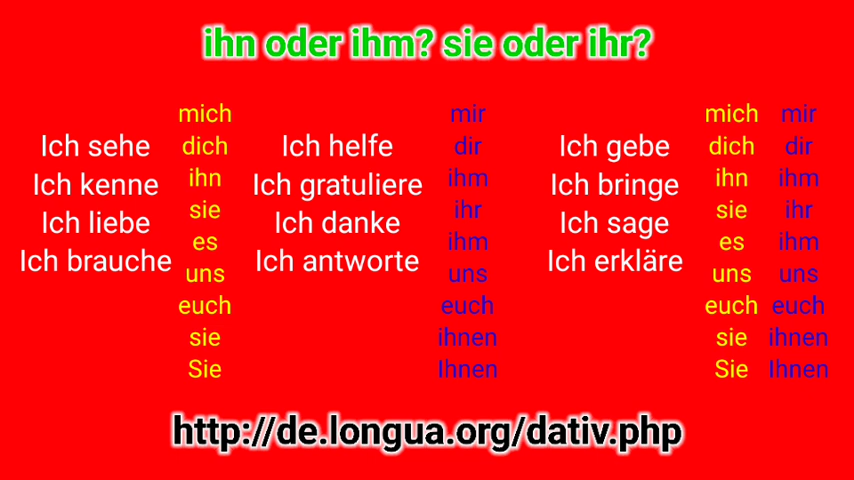 ihn oder ihm? sie oder ihr?
Ich sehe
Ich kenne
Ich liebe
Ich brauche
mich
dich
ihn
sie
es
uns
euch
sie
Sie
Ich helfe
Ich gratuliere
Ich danke
Ich antworte
mir
dir
ihm
ihr
ihm
uns
euch
ihnen
Ihnen
Ich gebe
Ich bringe
Ich sage
Ich erkläre
mich mir
dich dir
ihn ihm
sie ihr
es ihm
uns uns
euch euch
sie ihnen
Sie Ihnen
http://de.longua.org/dativ.php